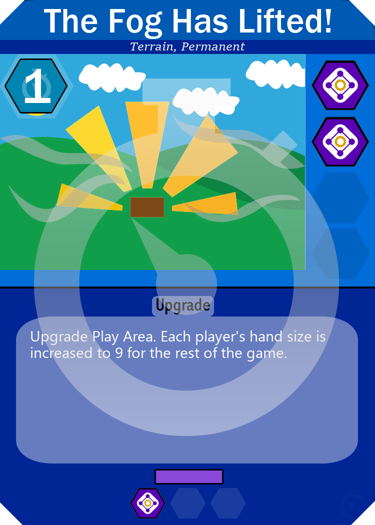 The Fog Has Lifted!
Terrain, Permanent
1
Upgrade
Upgrade Play Area. Each player's hand size is
increased to 9 for the rest of the game.